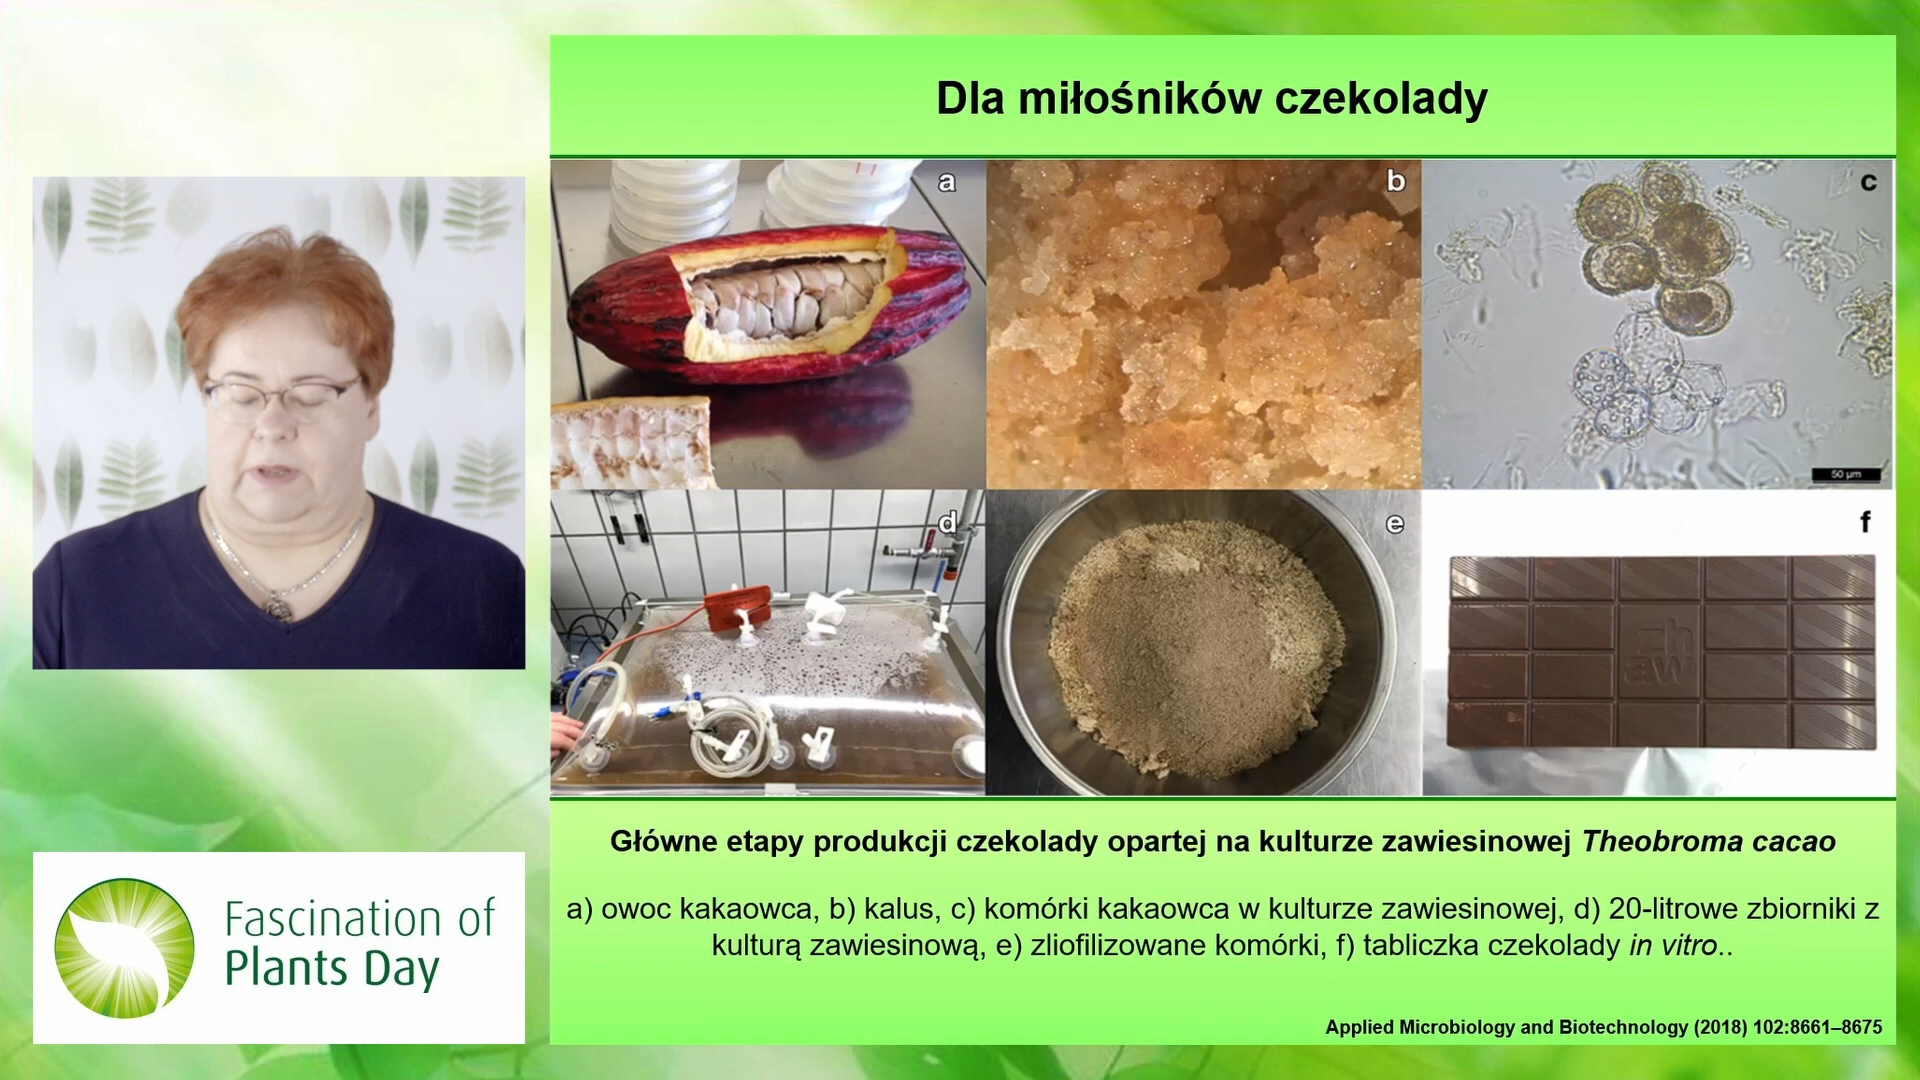 Dla miłośników czekolady
a
b
c
50 µm
d
e
f
ch
aw
Główne etapy produkcji czekolady opartej na kulturze zawiesinowej Theobroma cacao
a) owoc kakaowca, b) kalus, c) komórki kakaowca w kulturze zawiesinowej, d) 20-litrowe zbiorniki z
kulturą zawiesinową, e) zliofilizowane komórki, f) tabliczka czekolady in vitro..
Applied Microbiology and Biotechnology (2018) 102:8661–8675
Fascination of
Plants Day